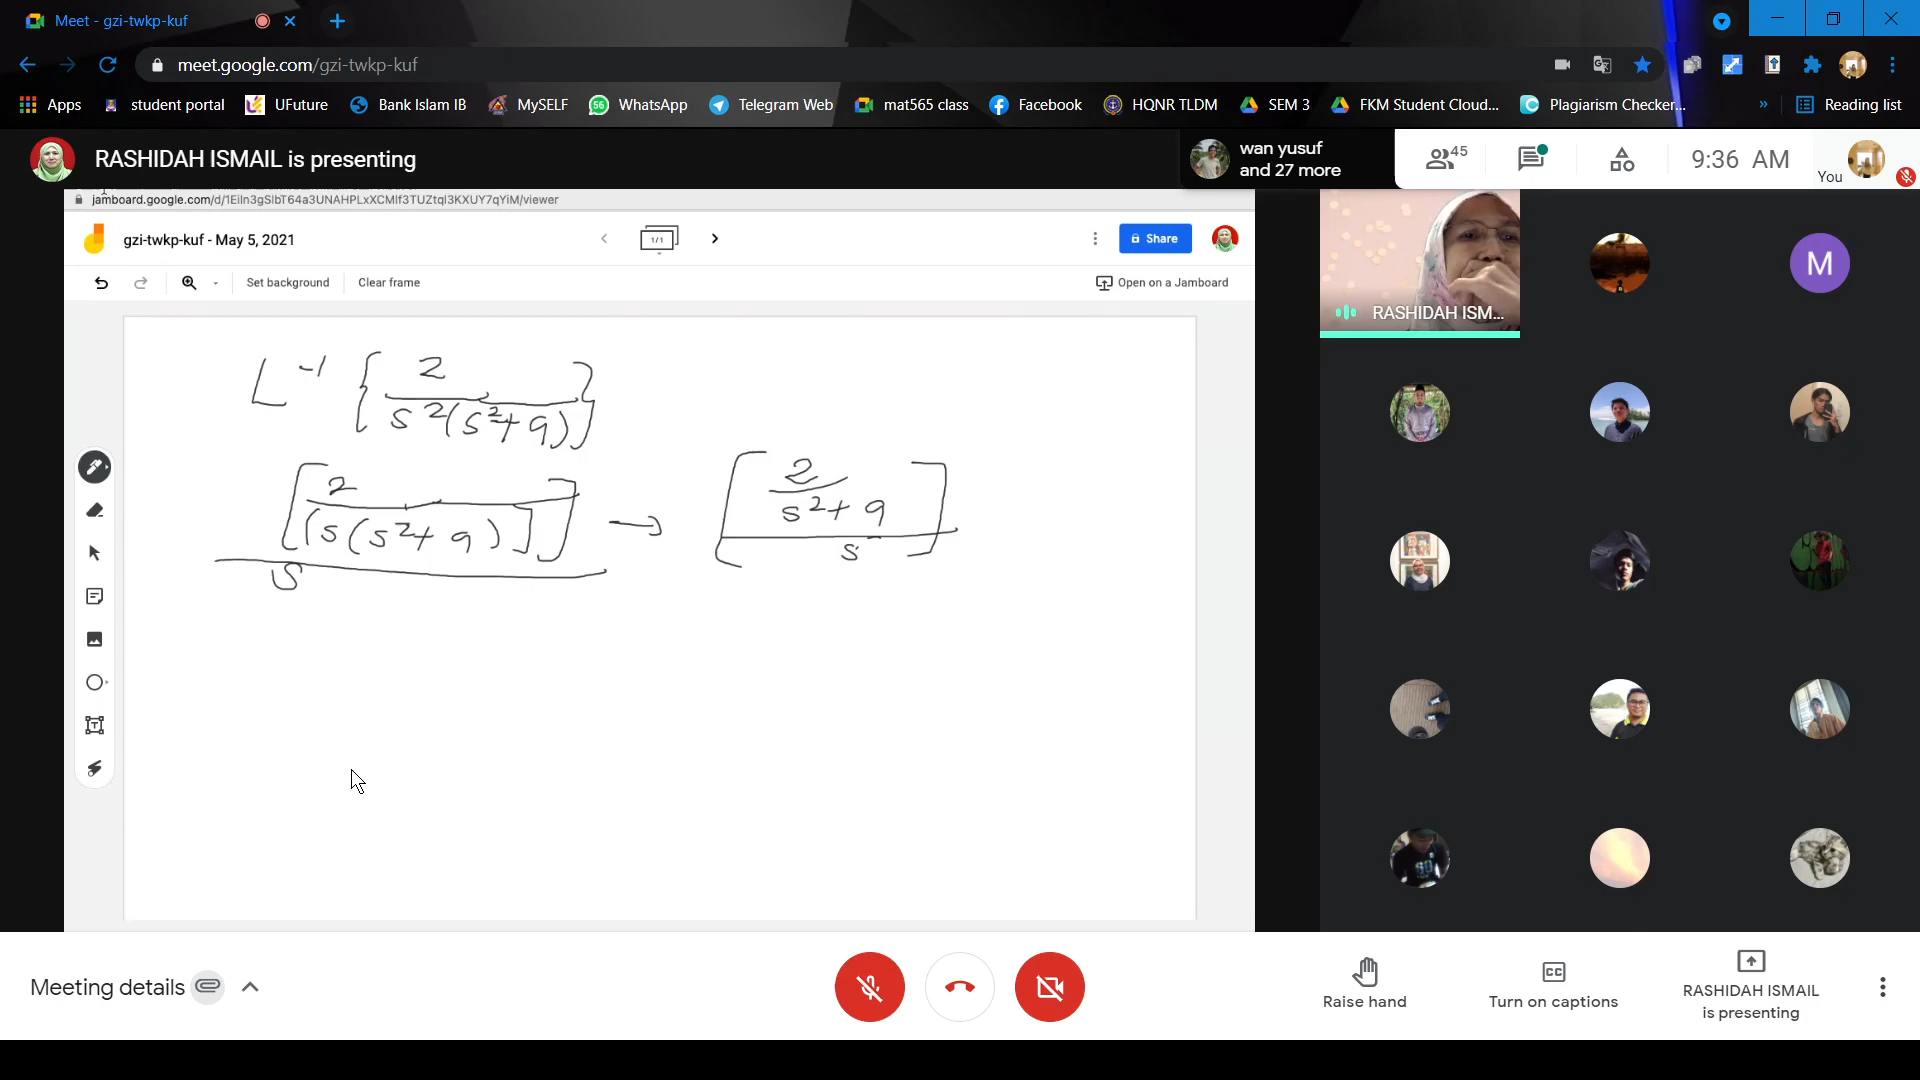 Meet - gzi-twkp-kuf
meet.google.com/gzi-twkp-kuf
Apps student portal UFuture Bank Islam IB MySELF 56 WhatsApp Telegram Web mat565 class Facebook HQNR TLDM SEM 3 FKM Student Cloud... Plagiarism Checker... » Reading list
RASHIDAH ISMAIL is presenting
wan yusuf
and 27 more
45
9:36 AM
You
jamboard.google.com/d/1EiIn3gSlbT64a3UNAHPLxXCMlf3TUZtql3KXUY7qYiM/viewer
gzi-twkp-kuf - May 5, 2021
1/1
Share
Set background Clear frame
Open on a Jamboard
L⁻¹ { 2 / s²(s²+9) }
[ 2 / (s(s²+9)] ] / s → [ 2 / s²+9 ] / s
RASHIDAH ISM...
M
Meeting details
Raise hand
Turn on captions
RASHIDAH ISMAIL
is presenting